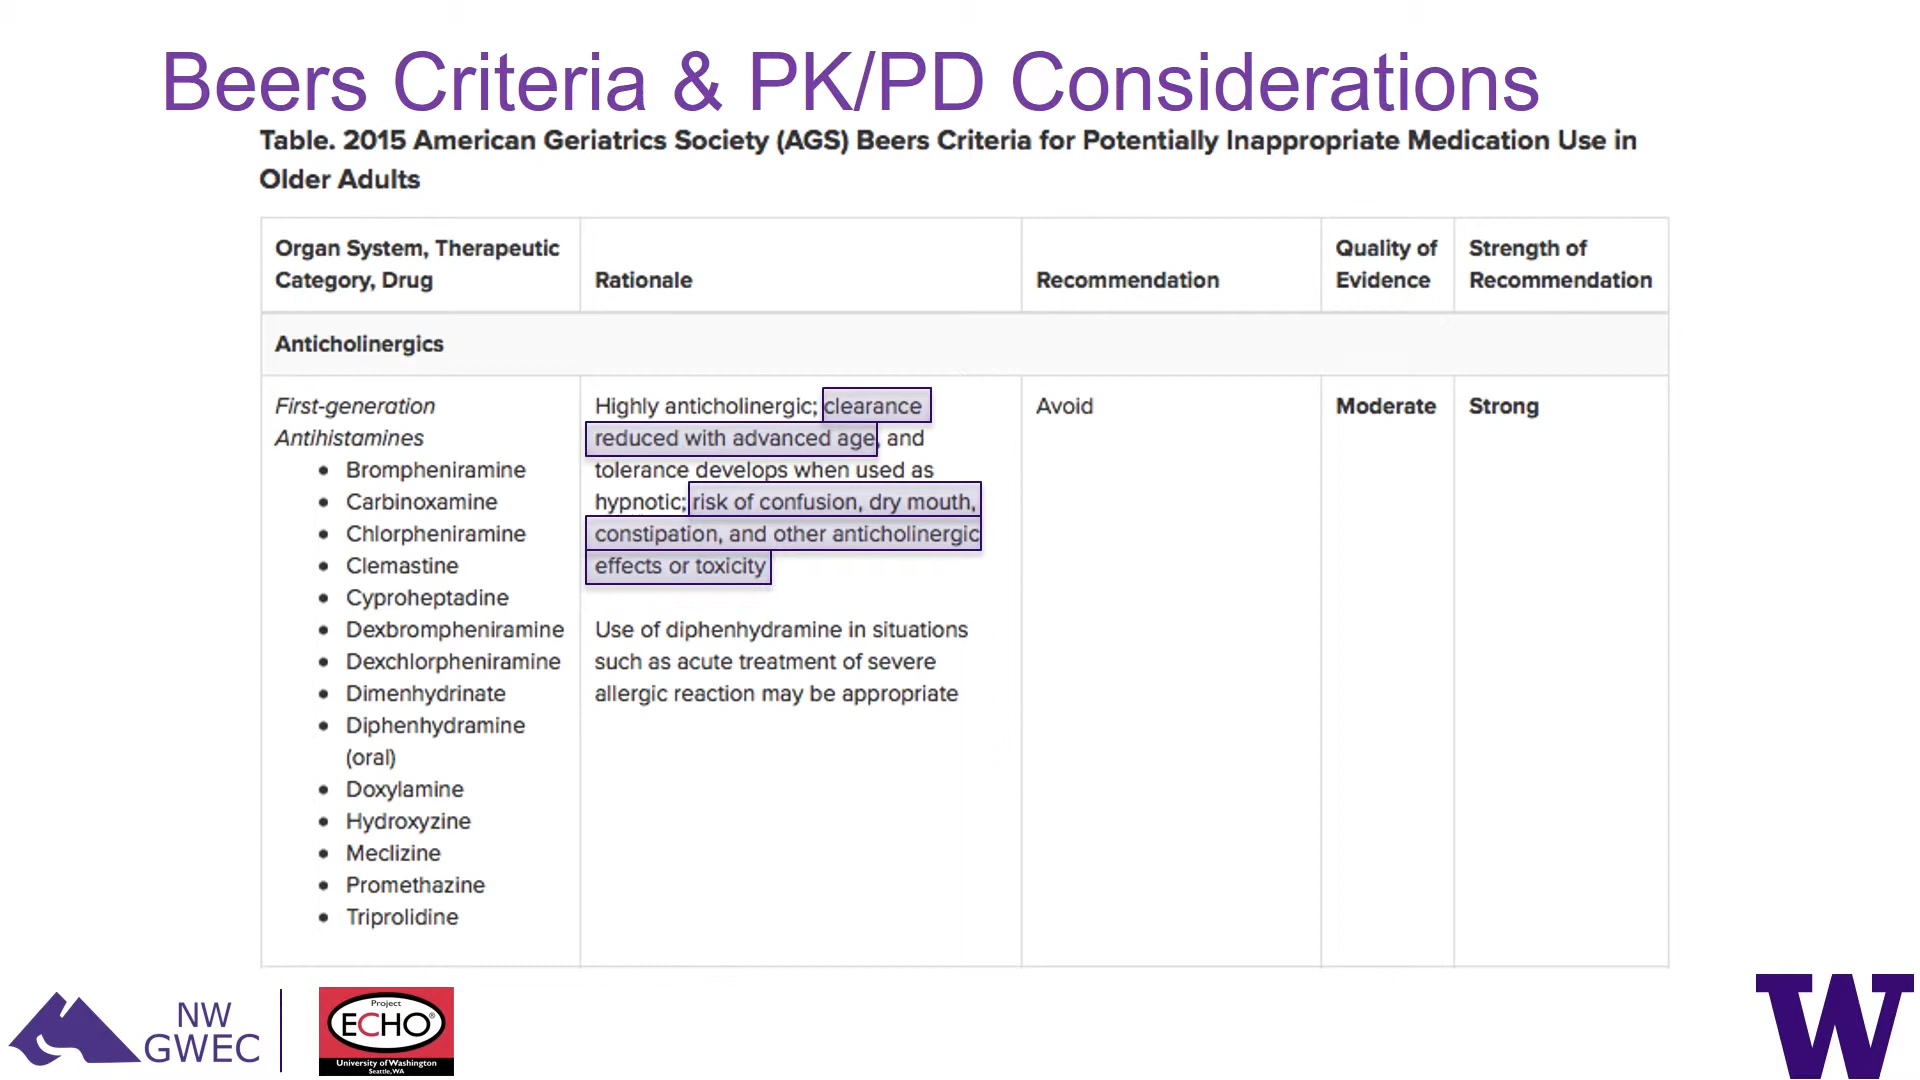 Beers Criteria & PK/PD Considerations
Table. 2015 American Geriatrics Society (AGS) Beers Criteria for Potentially Inappropriate Medication Use in
Older Adults
Organ System, Therapeutic
Category, Drug
Rationale
Recommendation
Quality of
Evidence
Strength of
Recommendation
Anticholinergics
First-generation
Antihistamines
• Brompheniramine
• Carbinoxamine
• Chlorpheniramine
• Clemastine
• Cyproheptadine
• Dexbrompheniramine
• Dexchlorpheniramine
• Dimenhydrinate
• Diphenhydramine
(oral)
• Doxylamine
• Hydroxyzine
• Meclizine
• Promethazine
• Triprolidine
Highly anticholinergic; clearance
reduced with advanced age, and
tolerance develops when used as
hypnotic; risk of confusion, dry mouth,
constipation, and other anticholinergic
effects or toxicity
Use of diphenhydramine in situations
such as acute treatment of severe
allergic reaction may be appropriate
Avoid
Moderate
Strong
NW
GWEC
Project
ECHO®
University of Washington
Seattle, WA
W